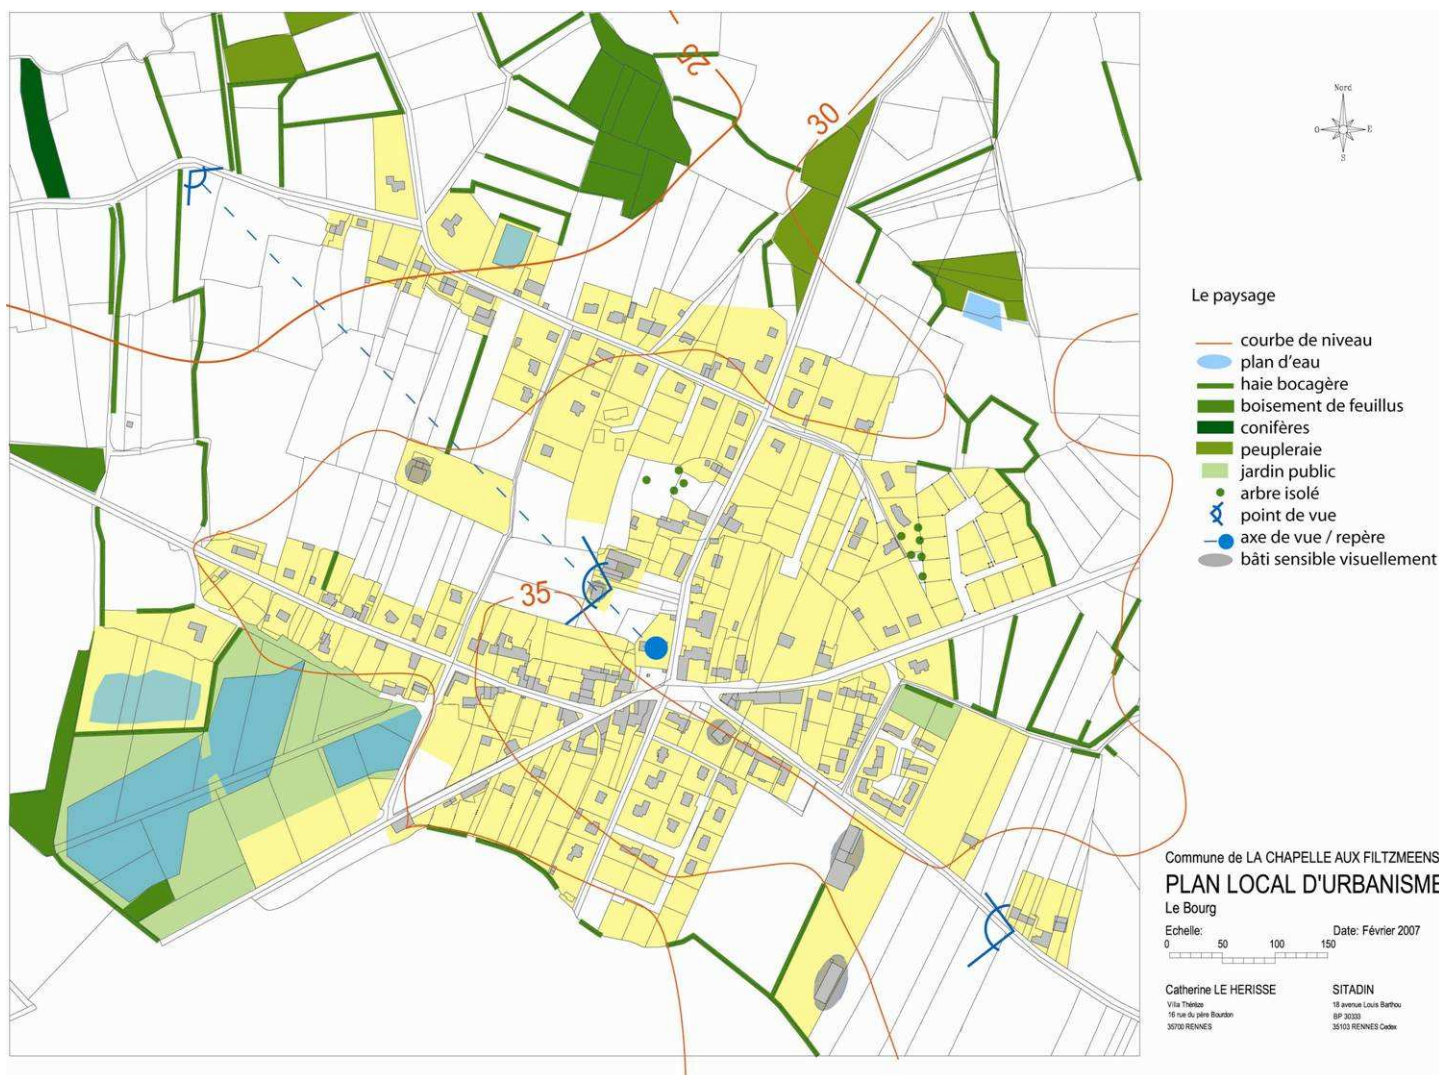 25
30
35
Nord
O
E
S
Le paysage
courbe de niveau
plan d'eau
haie bocagère
boisement de feuillus
conifères
peupleraie
jardin public
arbre isolé
point de vue
axe de vue / repère
bâti sensible visuellement
Commune de LA CHAPELLE AUX FILTZMEENS
PLAN LOCAL D'URBANISME
Le Bourg
Echelle:
Date: Février 2007
0 50 100 150
Catherine LE HERISSE
Villa Thérèse
16 rue du père Bourdon
35700 RENNES
SITADIN
18 avenue Louis Barthou
BP 30333
35103 RENNES Cedex